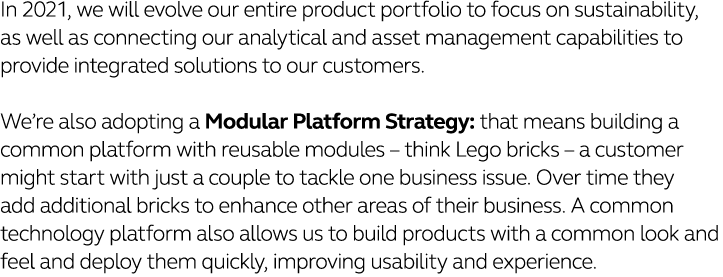 In 2021, we will evolve our entire product portfolio to focus on sustainability,
as well as connecting our analytical and asset management capabilities to
provide integrated solutions to our customers.
We’re also adopting a Modular Platform Strategy: that means building a
common platform with reusable modules – think Lego bricks – a customer
might start with just a couple to tackle one business issue. Over time they
add additional bricks to enhance other areas of their business. A common
technology platform also allows us to build products with a common look and
feel and deploy them quickly, improving usability and experience.